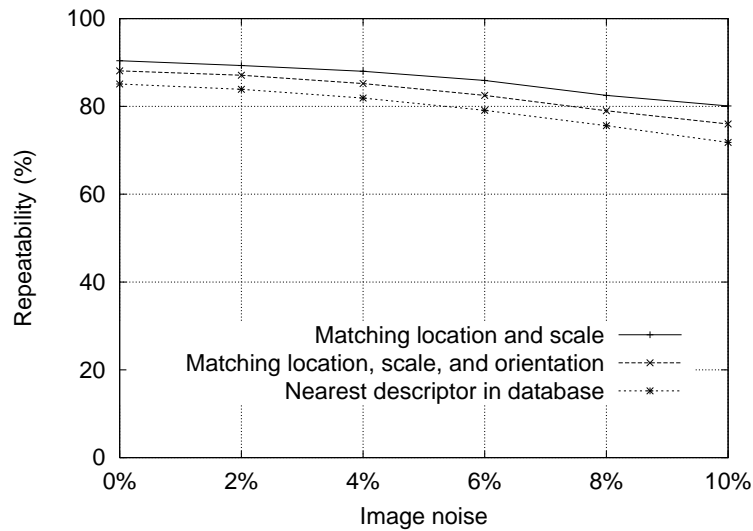 100
80
60
40
20
0
Repeatability (%)
Matching location and scale
Matching location, scale, and orientation
Nearest descriptor in database
0% 2% 4% 6% 8% 10%
Image noise